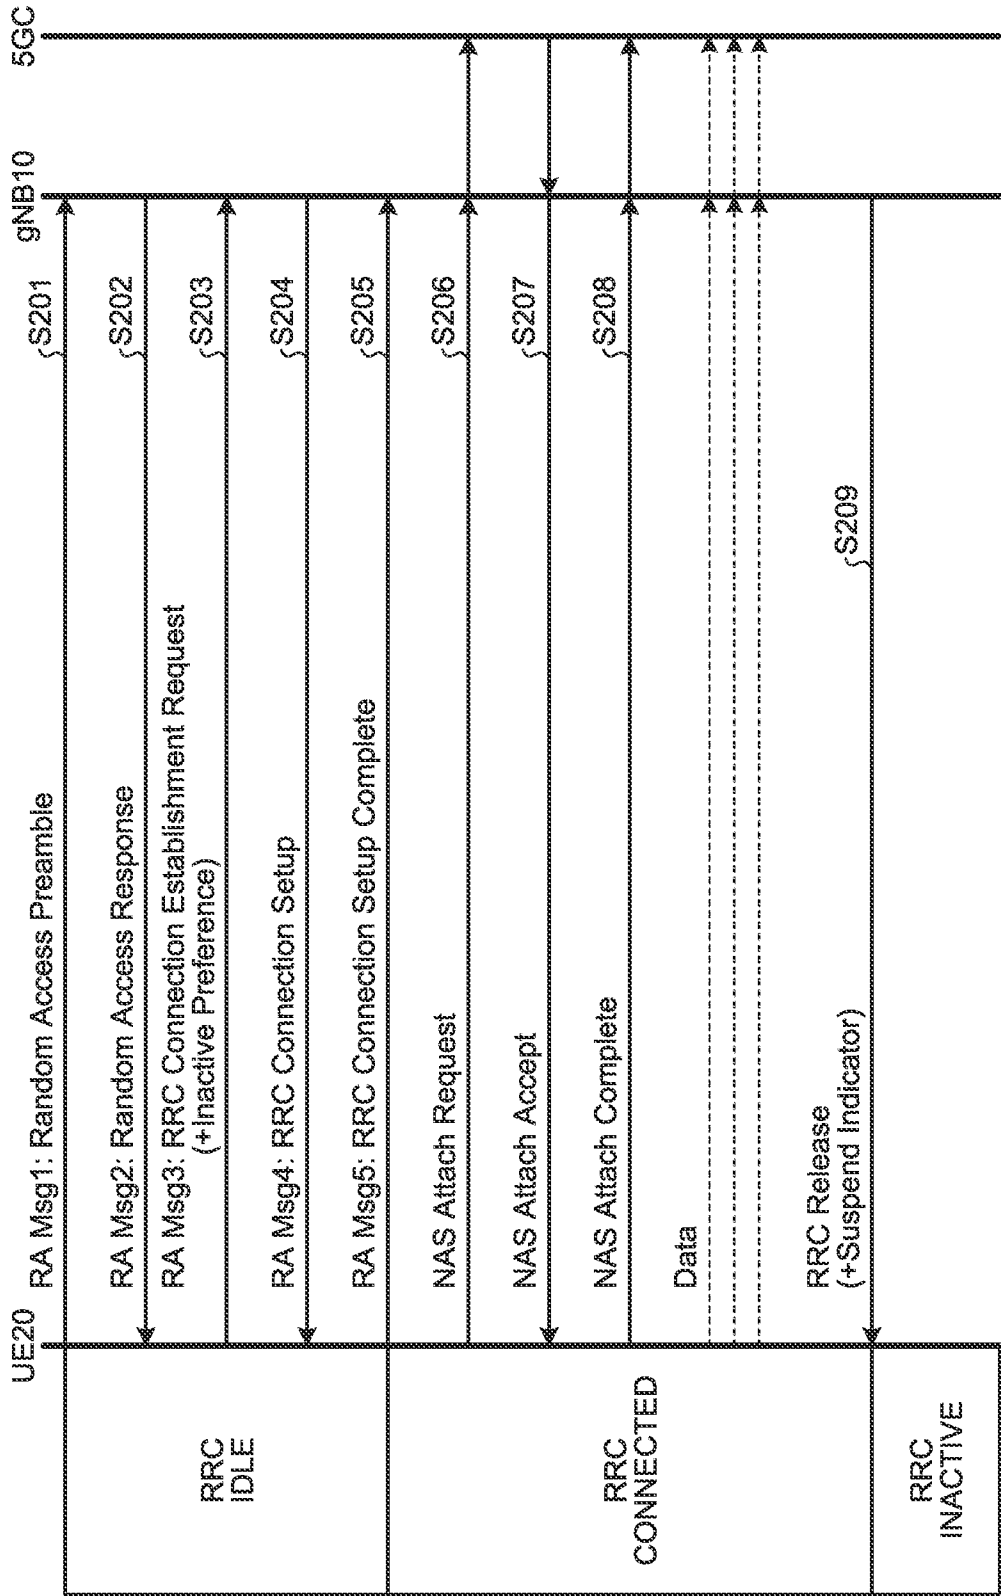 UE20
gNB10
5GC
RA Msg1: Random Access Preamble
S201
RA Msg2: Random Access Response
S202
RA Msg3: RRC Connection Establishment Request
(+Inactive Preference)
S203
RA Msg4: RRC Connection Setup
S204
RA Msg5: RRC Connection Setup Complete
S205
NAS Attach Request
S206
NAS Attach Accept
S207
NAS Attach Complete
S208
Data
RRC Release
(+Suspend Indicator)
S209
RRC
IDLE
RRC
CONNECTED
RRC
INACTIVE